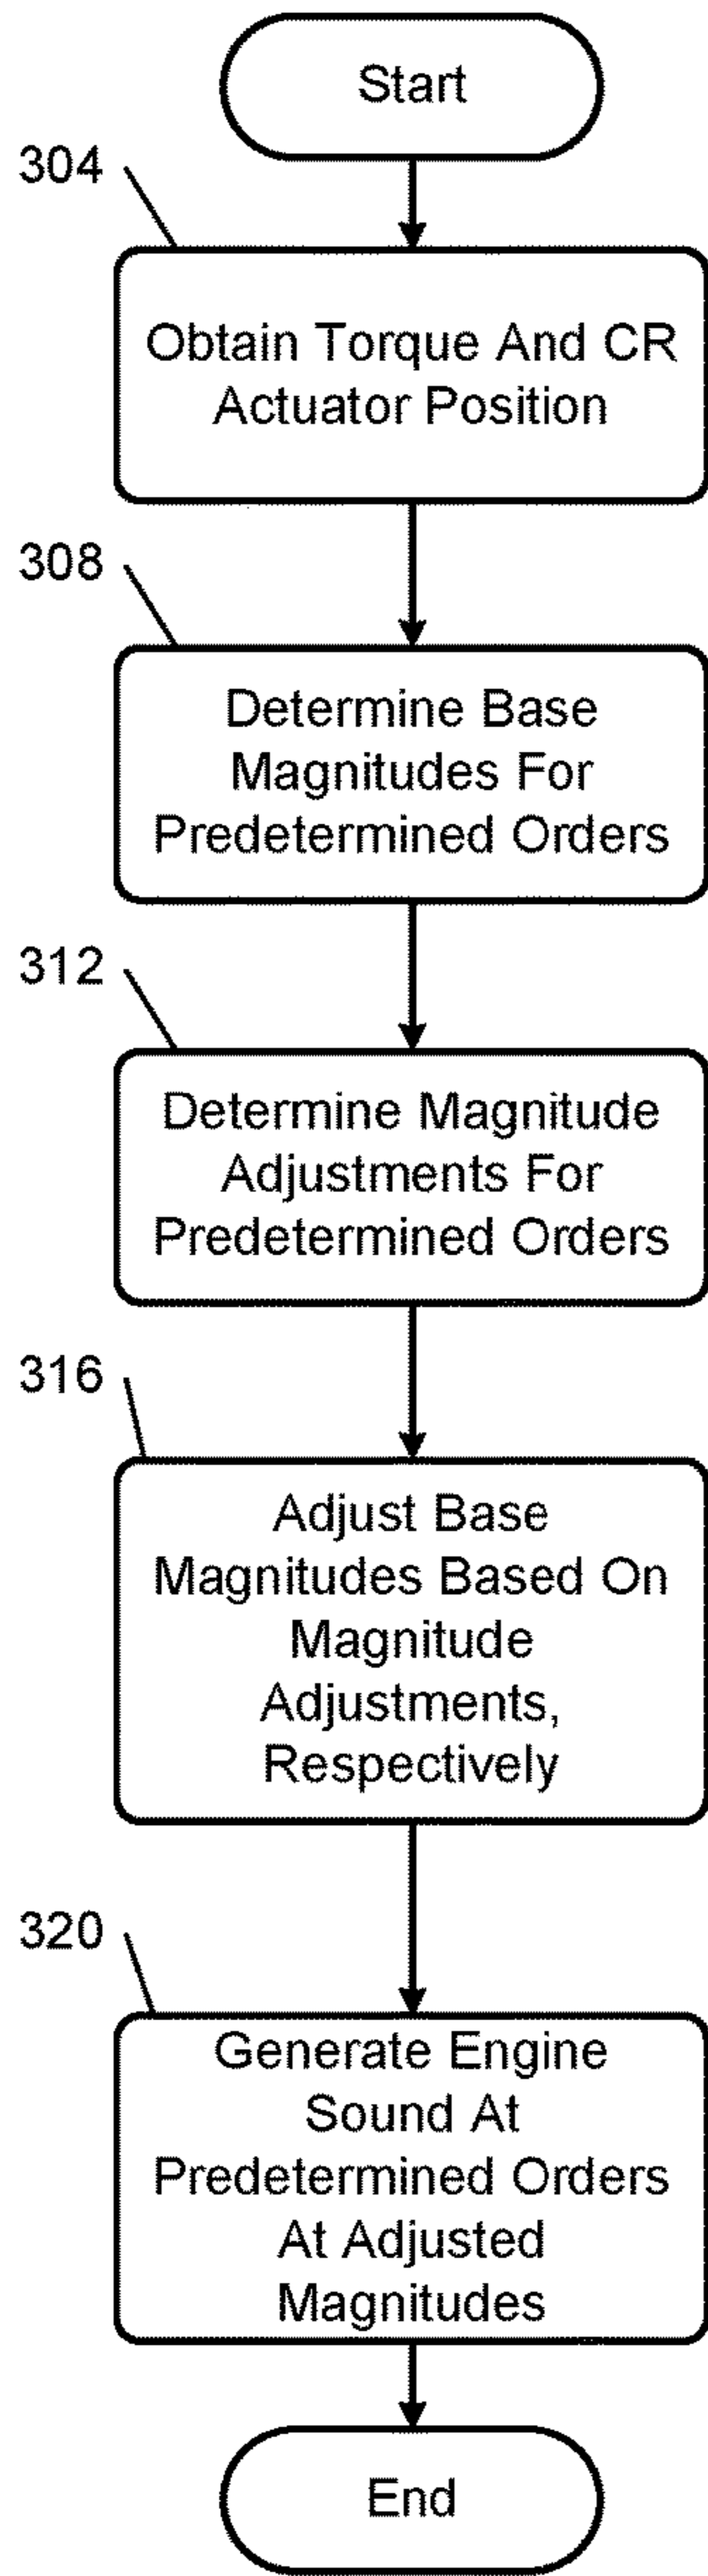 Start
304
Obtain Torque And CR
Actuator Position
308
Determine Base
Magnitudes For
Predetermined Orders
312
Determine Magnitude
Adjustments For
Predetermined Orders
316
Adjust Base
Magnitudes Based On
Magnitude
Adjustments,
Respectively
320
Generate Engine
Sound At
Predetermined Orders
At Adjusted
Magnitudes
End